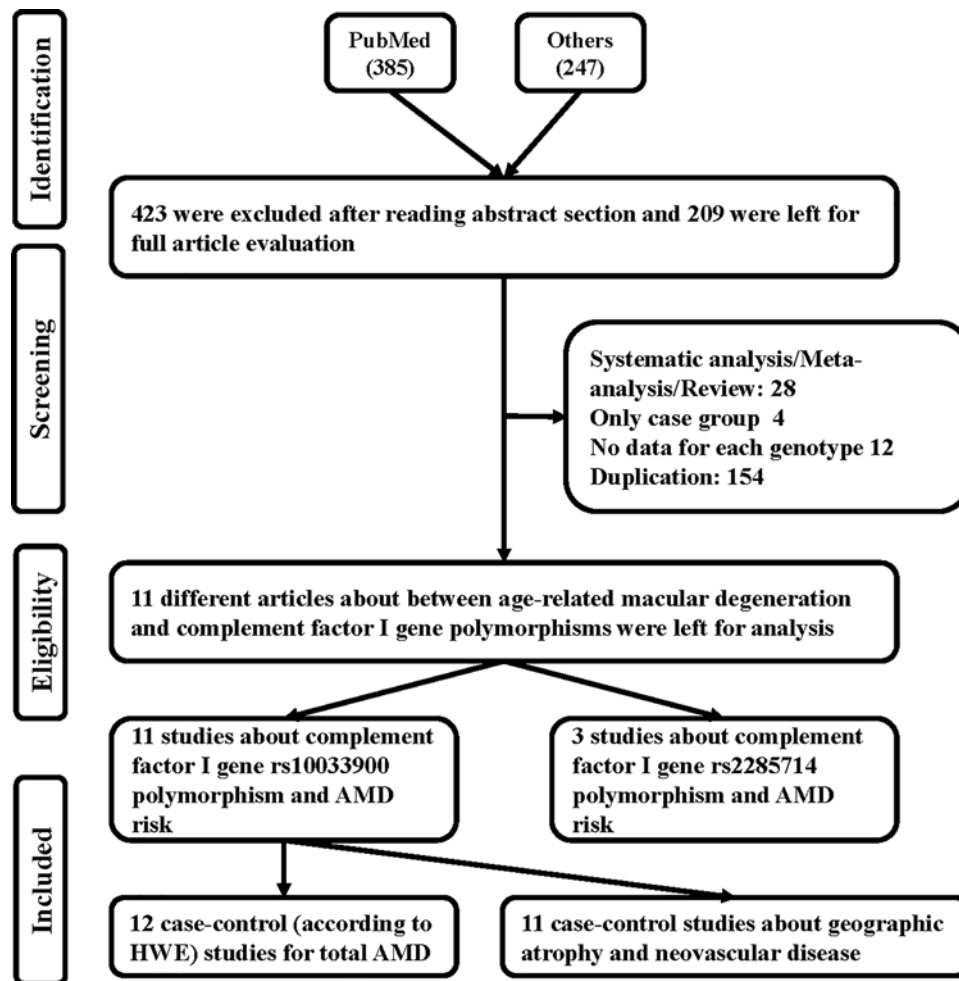 Identification
PubMed
(385)
Others
(247)
423 were excluded after reading abstract section and 209 were left for
full article evaluation
Screening
Systematic analysis/Meta-
analysis/Review: 28
Only case group 4
No data for each genotype 12
Duplication: 154
Eligibility
11 different articles about between age-related macular degeneration
and complement factor I gene polymorphisms were left for analysis
Included
11 studies about complement
factor I gene rs10033900
polymorphism and AMD
risk
3 studies about complement
factor I gene rs2285714
polymorphism and AMD
risk
12 case-control (according to
HWE) studies for total AMD
11 case-control studies about geographic
atrophy and neovascular disease